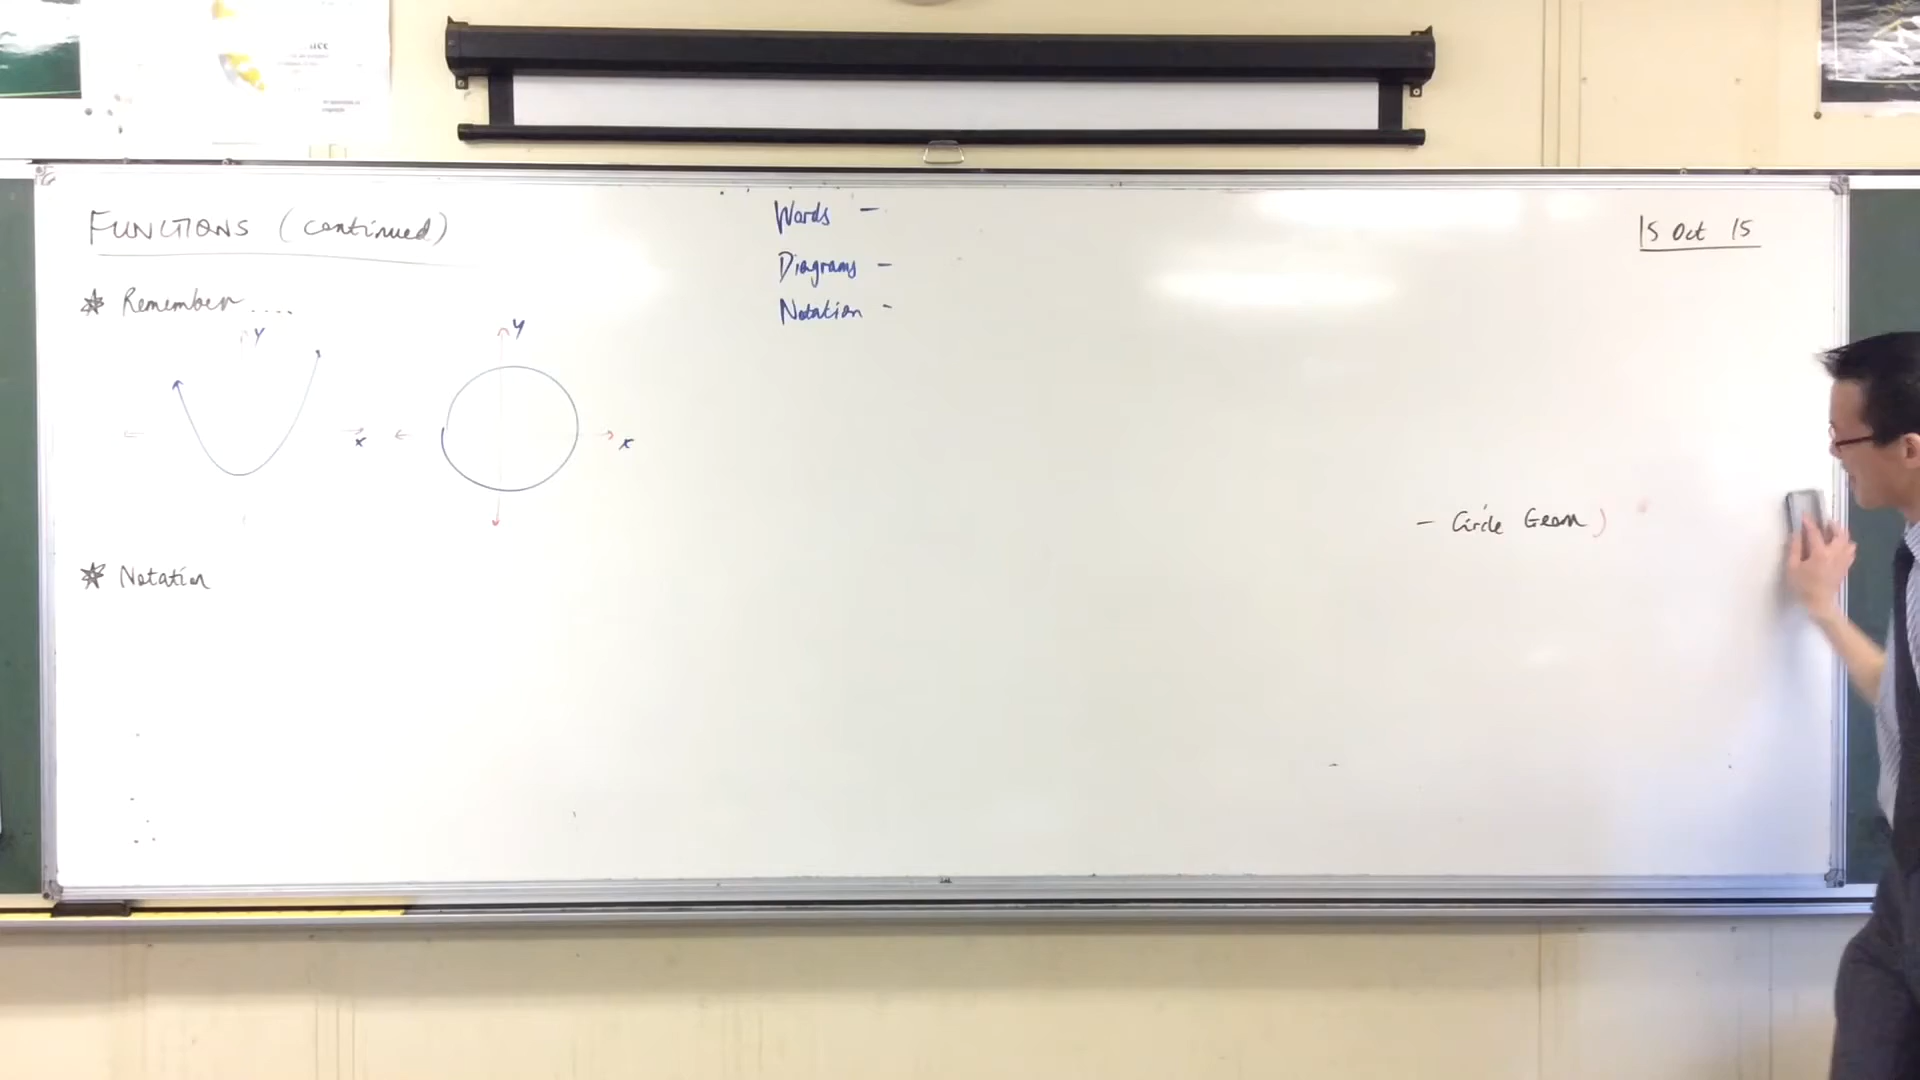 FUNCTIONS (continued)
* Remember ....
y
x
y
x
* Notation
Words -
Diagrams -
Notation -
15 Oct 15
- Circle Geom)